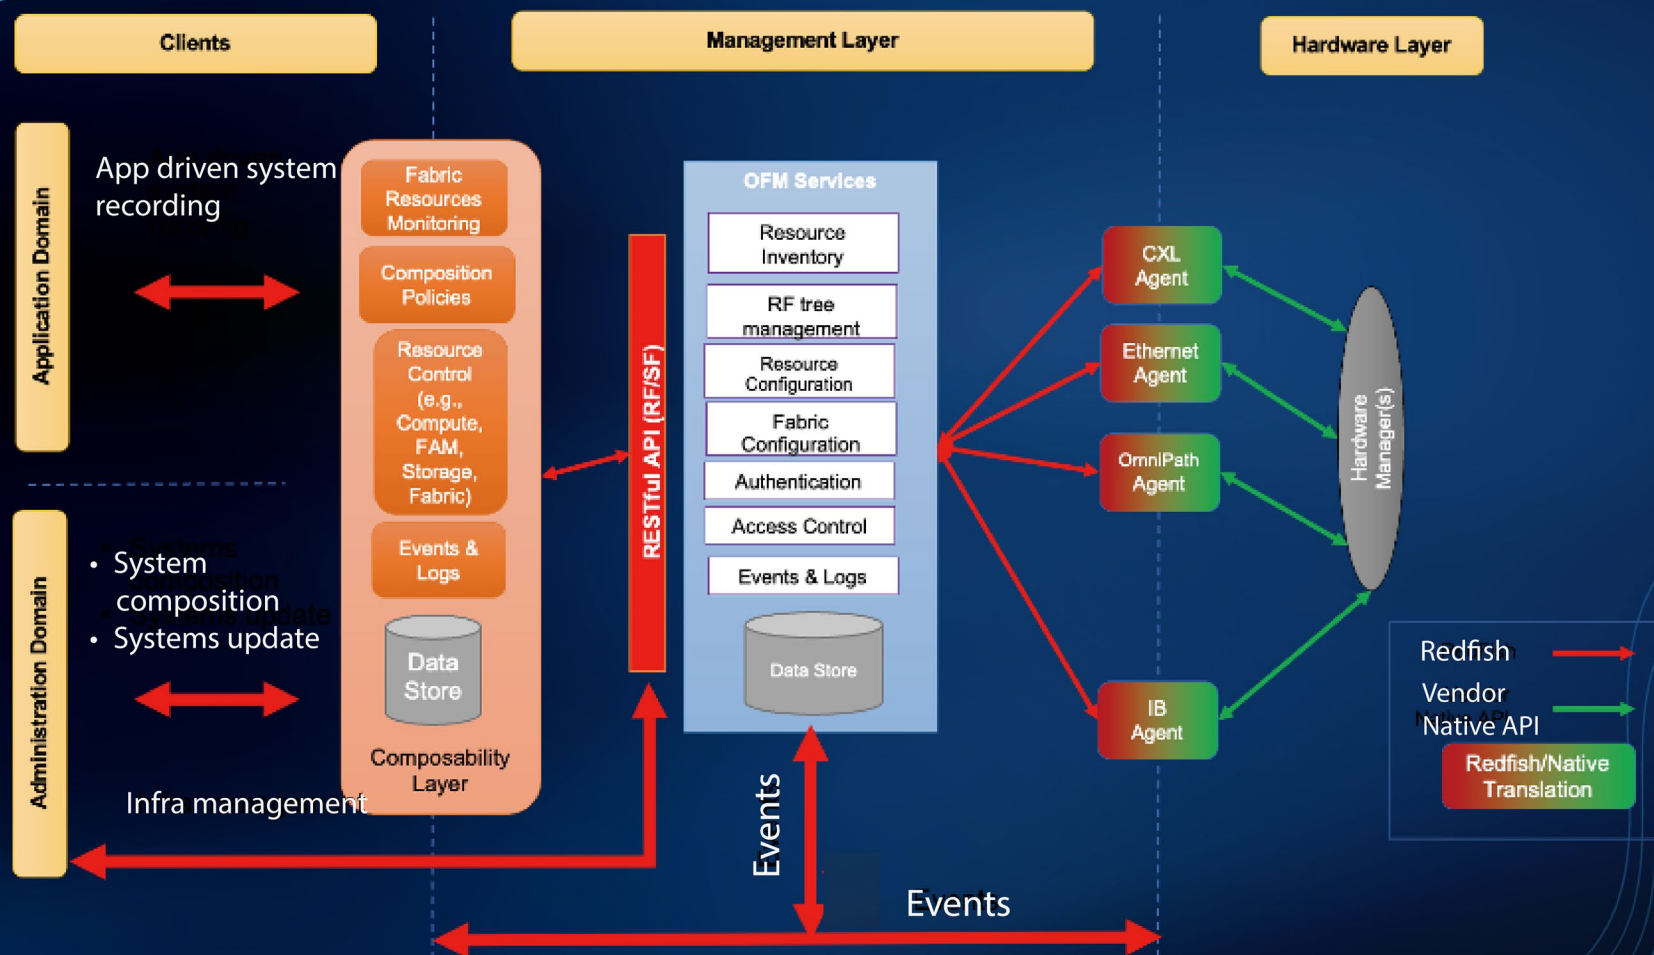 Clients
Management Layer
Hardware Layer
Application Domain
App driven system
recording
Administration Domain
• System
composition
• Systems update
Infra management
Fabric
Resources
Monitoring
Composition
Policies
Resource
Control
(e.g.,
Compute,
FAM,
Storage,
Fabric)
Events &
Logs
Data
Store
Composability
Layer
RESTful API (RF/SF)
OFM Services
Resource
Inventory
RF tree
management
Resource
Configuration
Fabric
Configuration
Authentication
Access Control
Events & Logs
Data Store
Events
Events
CXL
Agent
Ethernet
Agent
OmniPath
Agent
IB
Agent
Hardware
Manager(s)
Redfish
Vendor
Native API
Redfish/Native
Translation